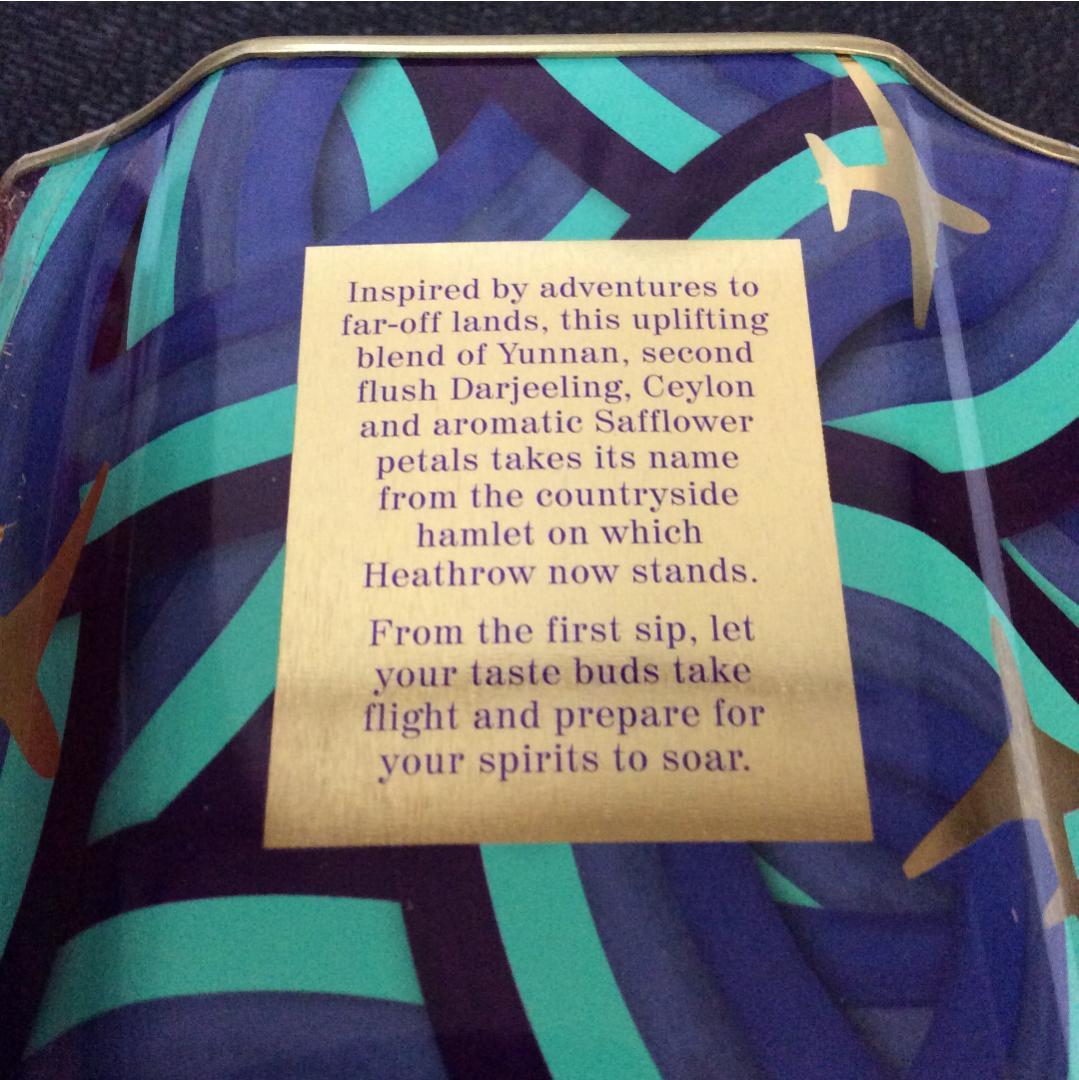 Inspired by adventures to
far-off lands, this uplifting
blend of Yunnan, second
flush Darjeeling, Ceylon
and aromatic Safflower
petals takes its name
from the countryside
hamlet on which
Heathrow now stands.
From the first sip, let
your taste buds take
flight and prepare for
your spirits to soar.